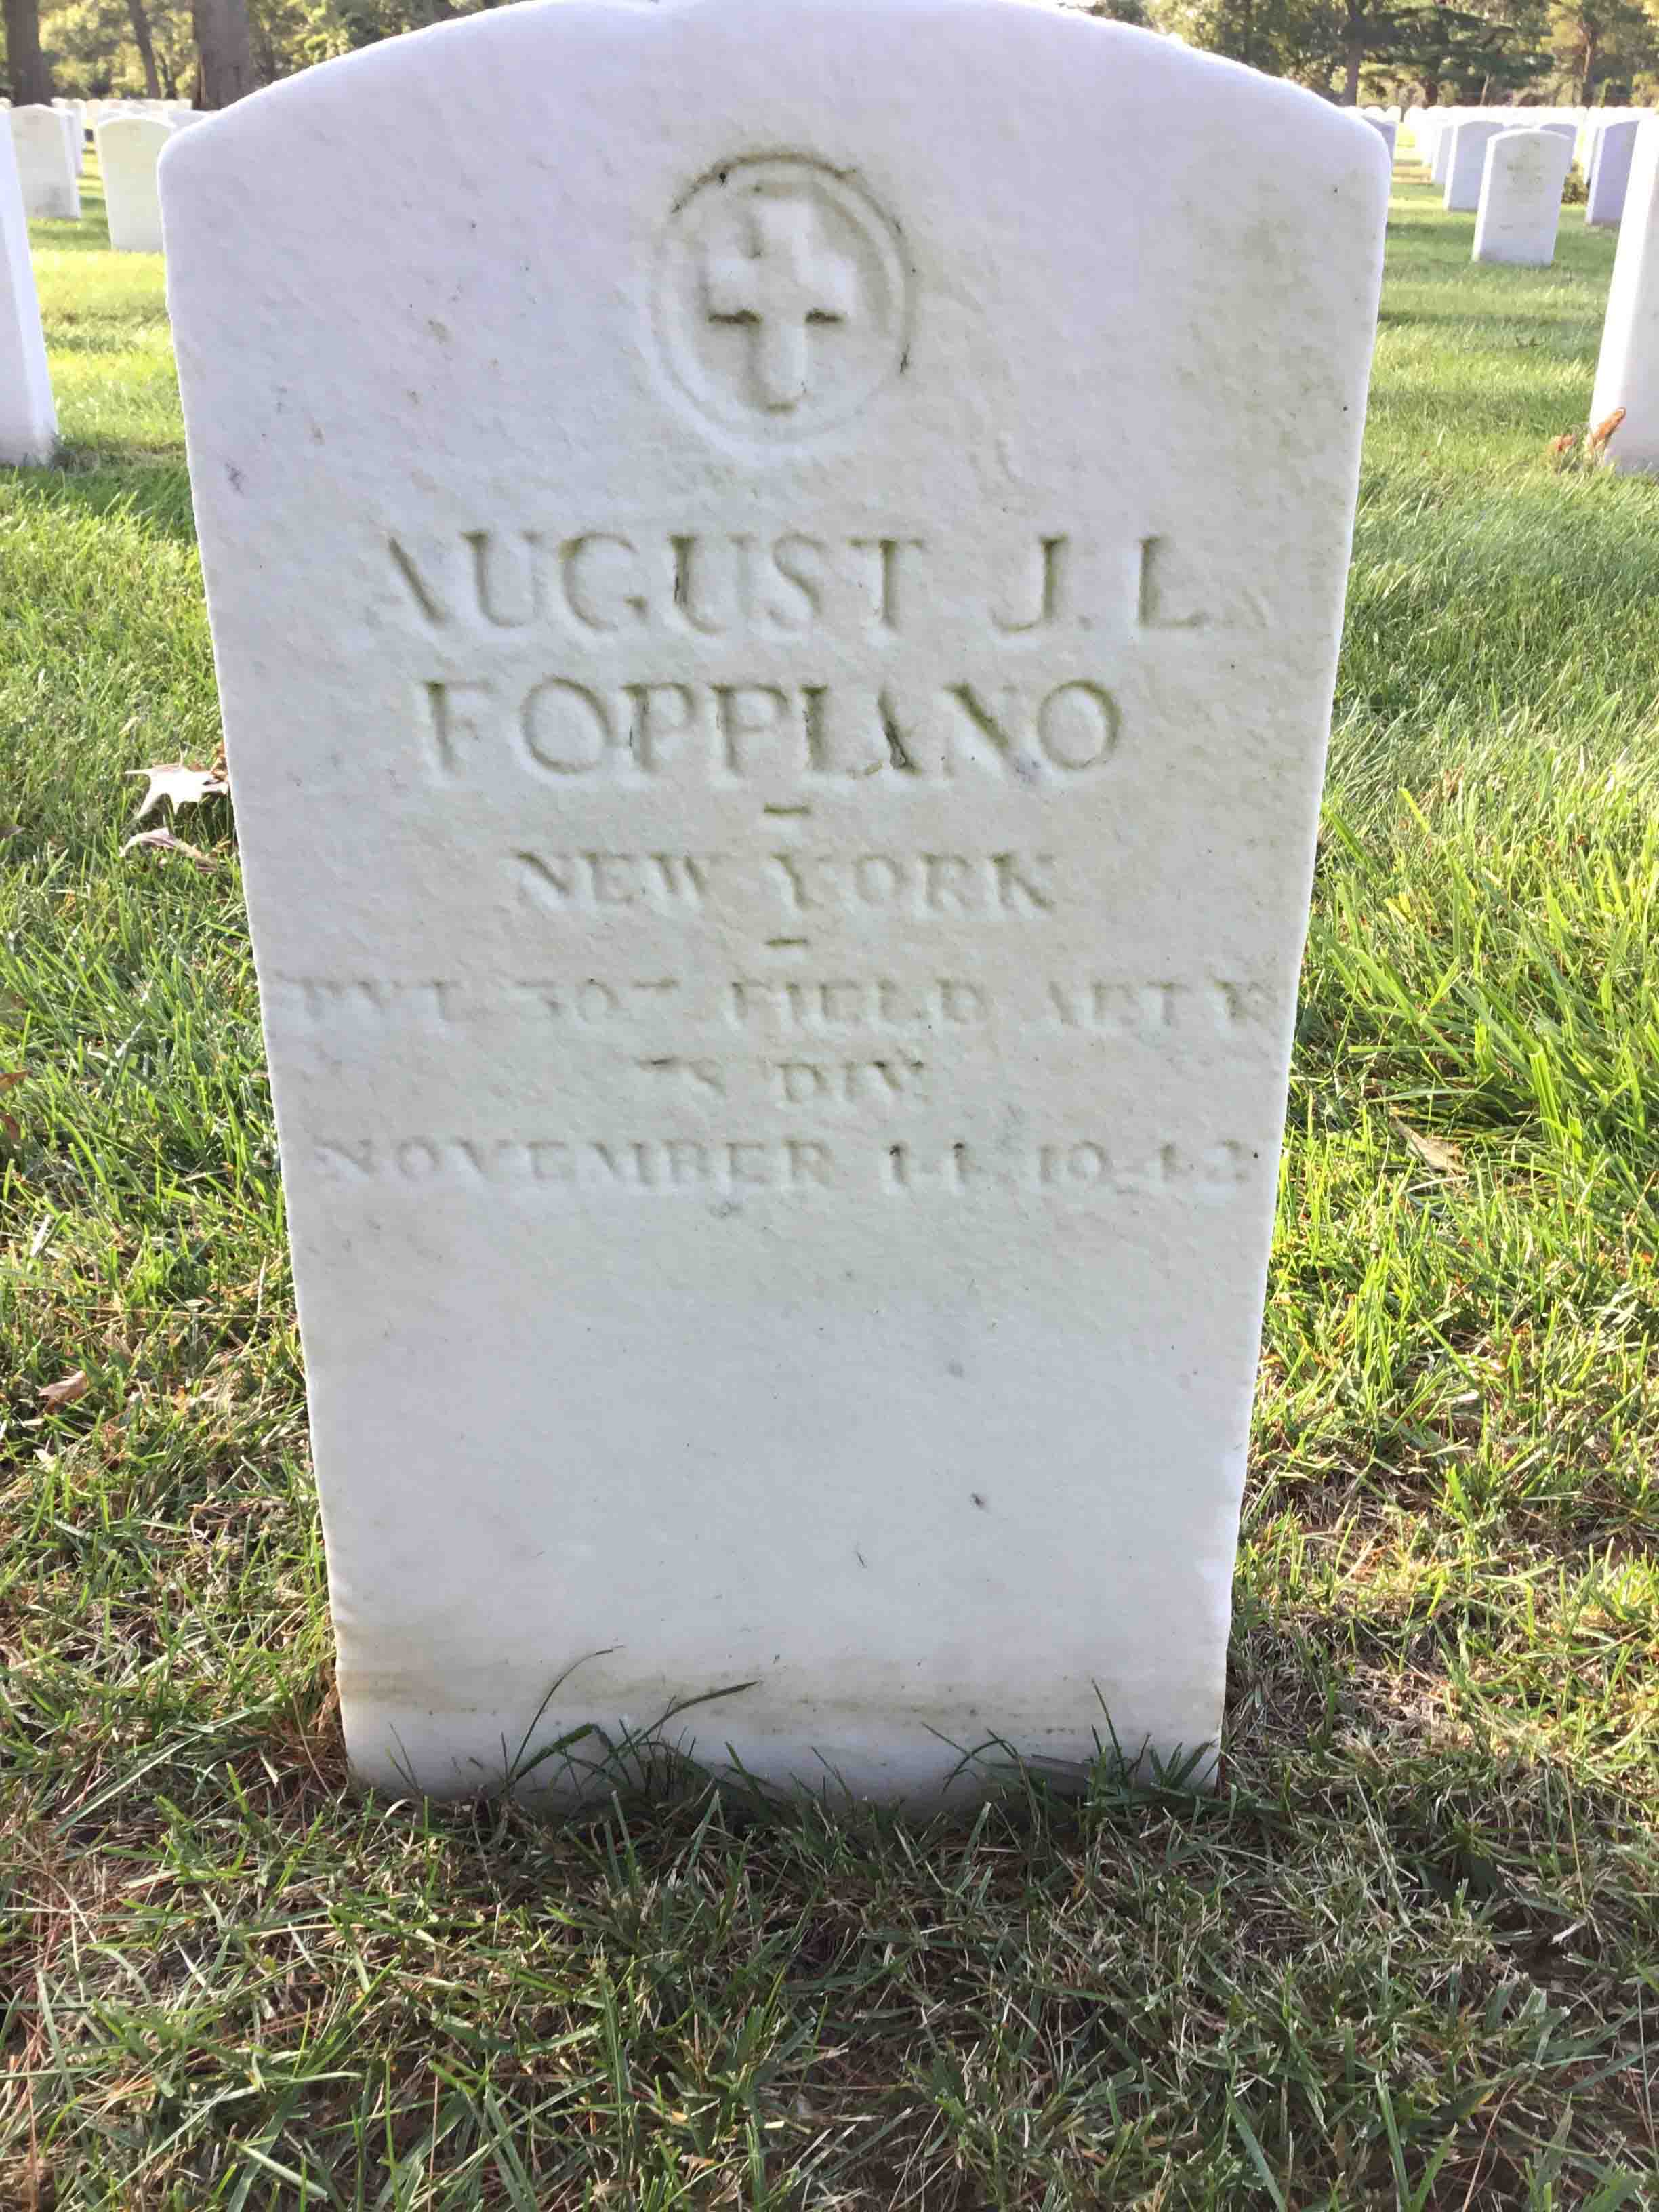 AUGUST J. L.
FOPPIANO
NEW YORK
PVT. 307 FIELD ARTY.
78 DIV.
NOVEMBER 14, 1942